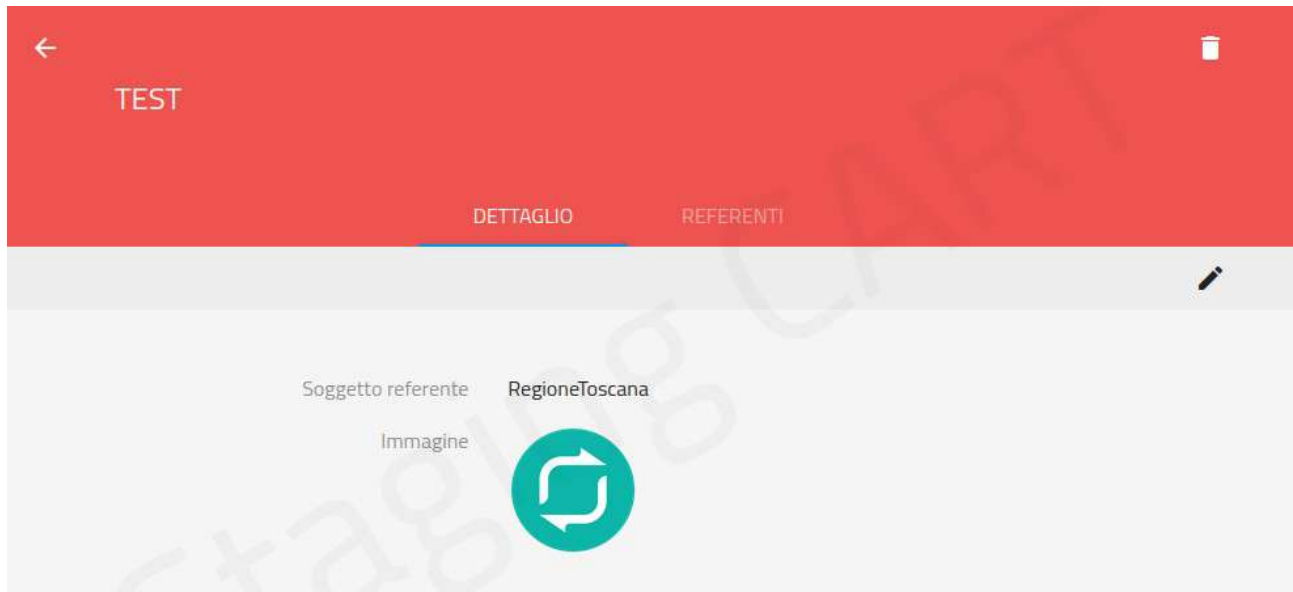 TEST
DETTAGLIO REFERENTI
Soggetto referente RegioneToscana
Immagine
Staging CART